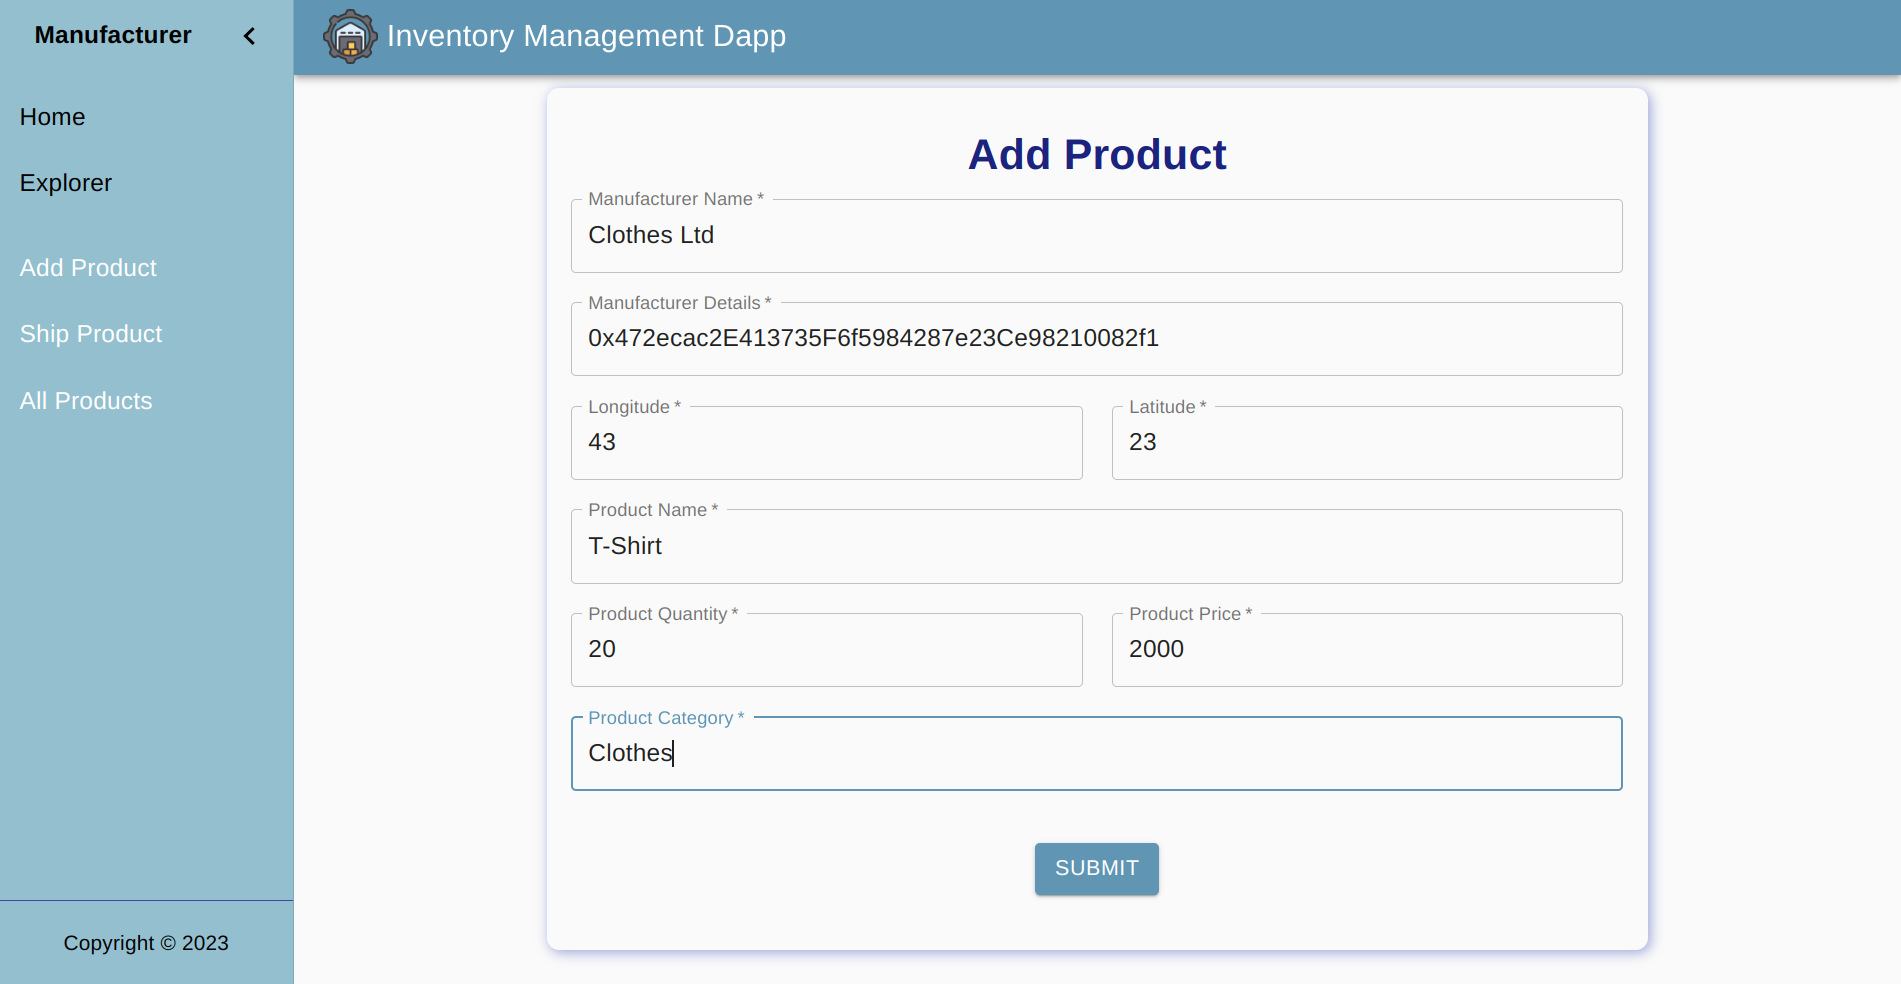 Manufacturer
Inventory Management Dapp
Home
Explorer
Add Product
Ship Product
All Products
Copyright © 2023
Add Product
Manufacturer Name *
Clothes Ltd
Manufacturer Details *
0x472ecac2E413735F6f5984287e23Ce98210082f1
Longitude *
43
Latitude *
23
Product Name *
T-Shirt
Product Quantity *
20
Product Price *
2000
Product Category *
Clothes
SUBMIT